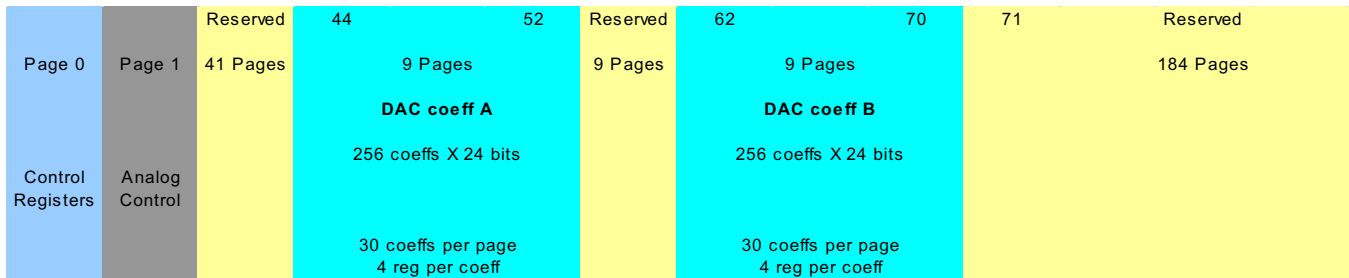 Reserved 44 52 Reserved 62 70 71 Reserved
Page 0 Page 1 41 Pages 9 Pages 9 Pages 9 Pages 184 Pages
DAC coeff A DAC coeff B
256 coeffs X 24 bits 256 coeffs X 24 bits
Control Analog
Registers Control
30 coeffs per page 30 coeffs per page
4 reg per coeff 4 reg per coeff